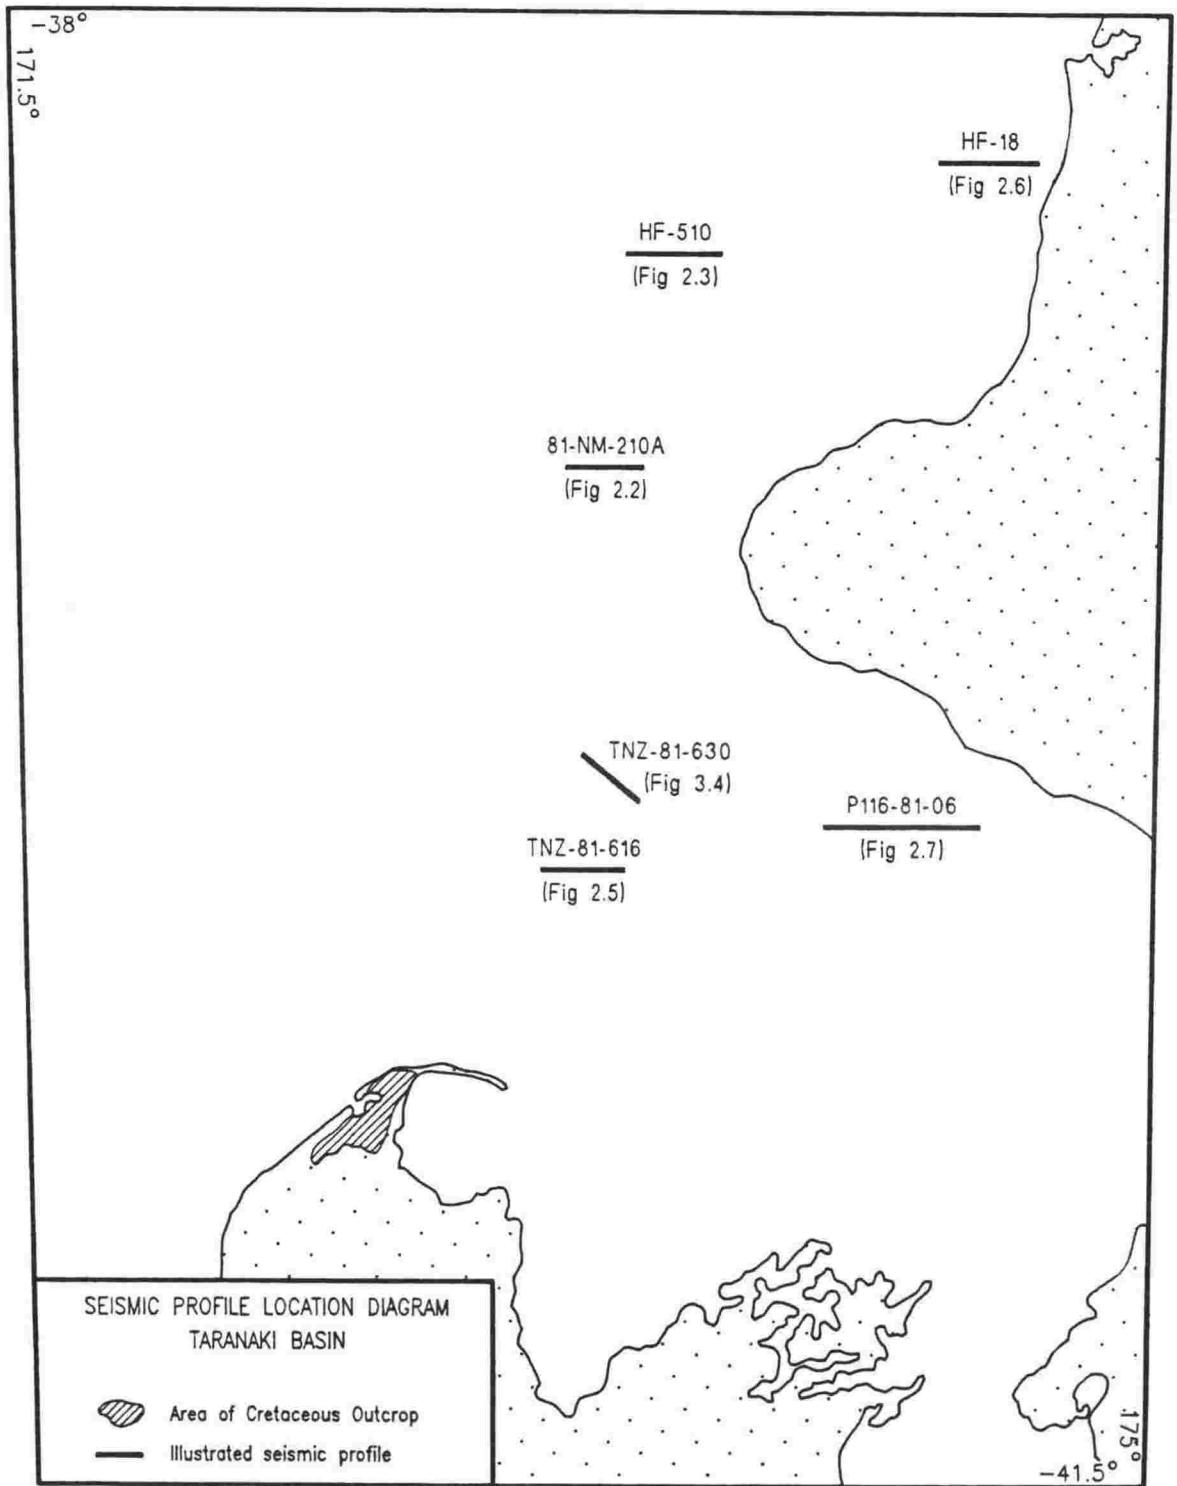 -38°
171.5°
HF-18
(Fig 2.6)
HF-510
(Fig 2.3)
81-NM-210A
(Fig 2.2)
TNZ-81-630
(Fig 3.4)
P116-81-06
(Fig 2.7)
TNZ-81-616
(Fig 2.5)
SEISMIC PROFILE LOCATION DIAGRAM
TARANAKI BASIN
Area of Cretaceous Outcrop
Illustrated seismic profile
175°
-41.5°